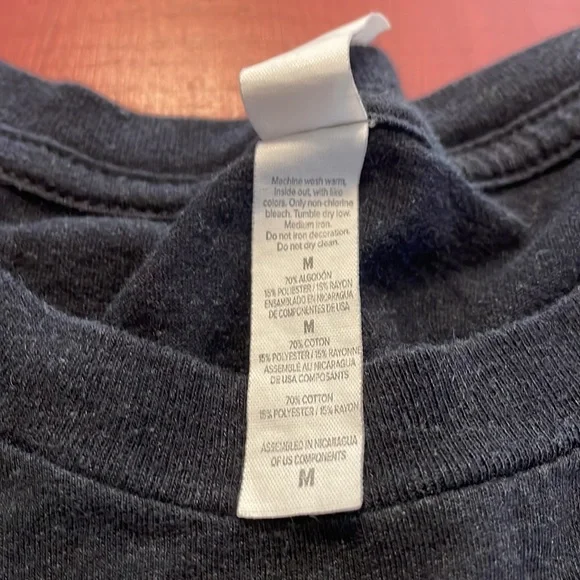 Machine wash warm,
inside out, with like
colors. Only non-chlorine
bleach. Tumble dry low.
Medium iron.
Do not iron decoration.
Do not dry clean.
M
70% ALGODÓN
15% POLIESTER / 15% RAYON
ENSAMBLADO EN NICARAGUA
DE COMPONENTES DE USA
M
70% COTON
15% POLYESTER / 15% RAYONNE
ASSEMBLÉ AU NICARAGUA
DE USA COMPOSANTS
70% COTTON
15% POLYESTER / 15% RAYON
ASSEMBLED IN NICARAGUA
OF US COMPONENTS
M